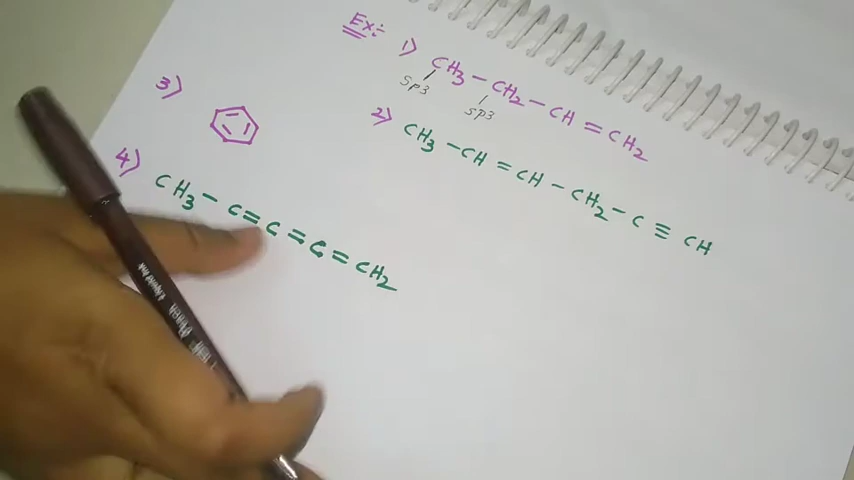 Ex:-
1) CH3 - CH2 - CH = CH2
sp3 sp3
2) CH3 - CH = CH - CH2 - C ≡ CH
3)
4) CH3 - C = C = C = CH2